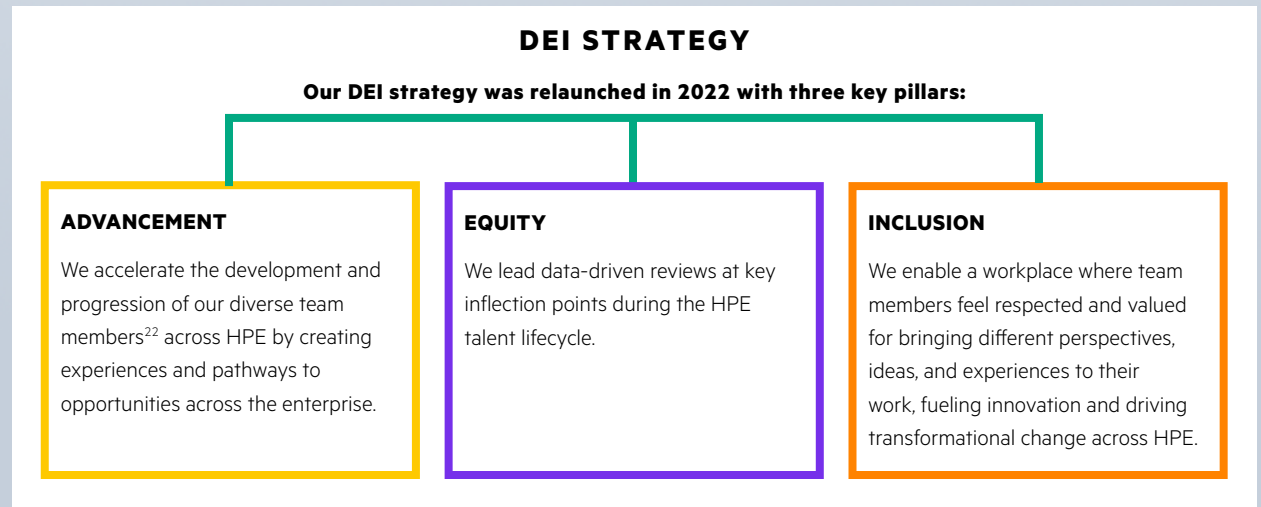 DEI STRATEGY
Our DEI strategy was relaunched in 2022 with three key pillars:
ADVANCEMENT
We accelerate the development and
progression of our diverse team
members22 across HPE by creating
experiences and pathways to
opportunities across the enterprise.
EQUITY
We lead data-driven reviews at key
inflection points during the HPE
talent lifecycle.
INCLUSION
We enable a workplace where team
members feel respected and valued
for bringing different perspectives,
ideas, and experiences to their
work, fueling innovation and driving
transformational change across HPE.